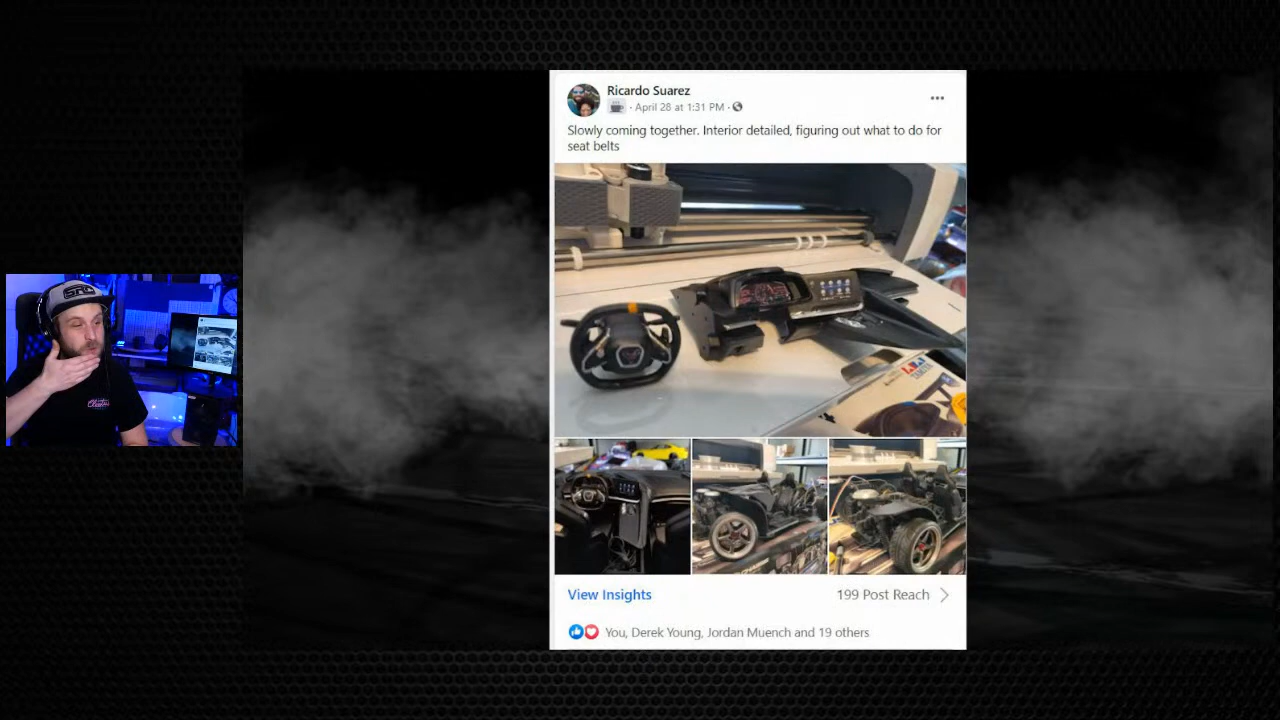 Ricardo Suarez
· April 28 at 1:31 PM ·
Slowly coming together. Interior detailed, figuring out what to do for
seat belts
TAMIYA
View Insights
199 Post Reach
You, Derek Young, Jordan Muench and 19 others